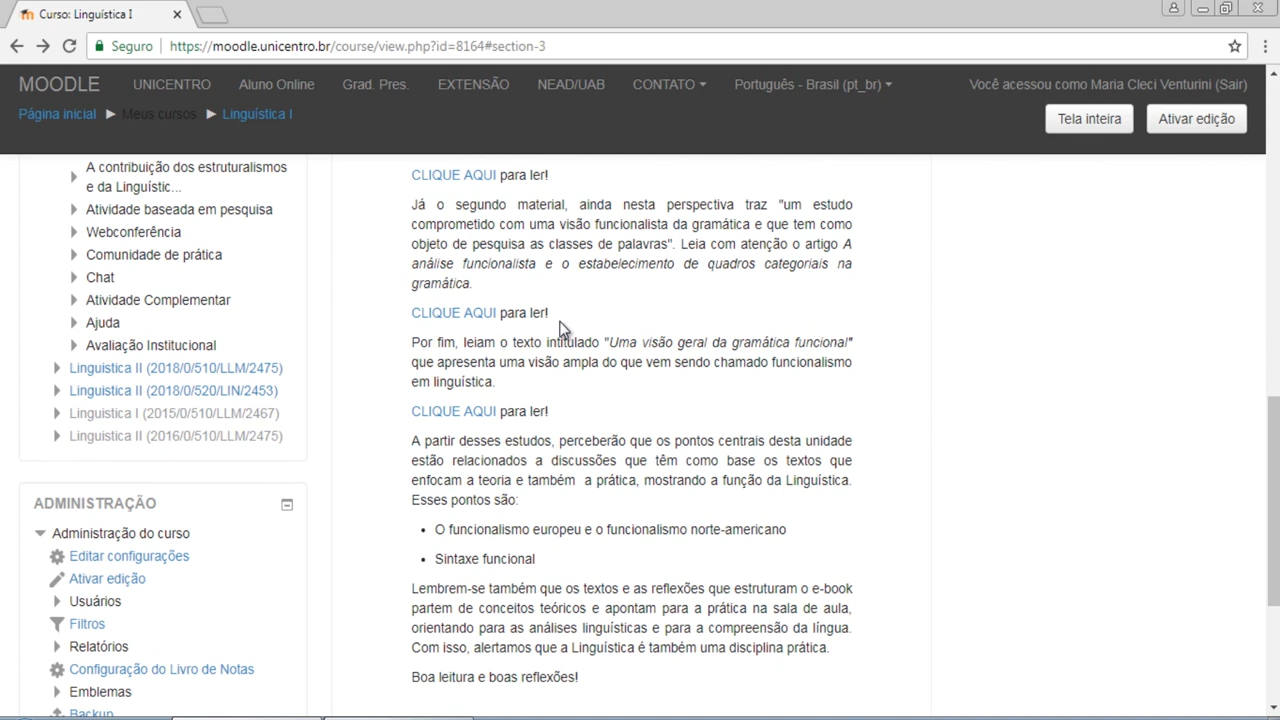 Curso: Linguística I
Seguro
https://moodle.unicentro.br/course/view.php?id=8164#section-3
MOODLE UNICENTRO Aluno Online Grad. Pres. EXTENSÃO NEAD/UAB CONTATO Português - Brasil (pt_br) Você acessou como Maria Cleci Venturini (Sair)
Página inicial Meus cursos Linguística I
Tela inteira Ativar edição
A contribuição dos estruturalismos
e da Linguístic...
Atividade baseada em pesquisa
Webconferência
Comunidade de prática
Chat
Atividade Complementar
Ajuda
Avaliação Institucional
Linguistica II (2018/0/510/LLM/2475)
Linguistica II (2018/0/520/LIN/2453)
Linguistica I (2015/0/510/LLM/2467)
Linguistica II (2016/0/510/LLM/2475)
ADMINISTRAÇÃO
Administração do curso
Editar configurações
Ativar edição
Usuários
Filtros
Relatórios
Configuração do Livro de Notas
Emblemas
Backup
CLIQUE AQUI para ler!
Já o segundo material, ainda nesta perspectiva traz "um estudo
comprometido com uma visão funcionalista da gramática e que tem como
objeto de pesquisa as classes de palavras". Leia com atenção o artigo A
análise funcionalista e o estabelecimento de quadros categoriais na
gramática.
CLIQUE AQUI para ler!
Por fim, leiam o texto intitulado "Uma visão geral da gramática funcional"
que apresenta uma visão ampla do que vem sendo chamado funcionalismo
em linguística.
CLIQUE AQUI para ler!
A partir desses estudos, perceberão que os pontos centrais desta unidade
estão relacionados a discussões que têm como base os textos que
enfocam a teoria e também a prática, mostrando a função da Linguística.
Esses pontos são:
• O funcionalismo europeu e o funcionalismo norte-americano
• Sintaxe funcional
Lembrem-se também que os textos e as reflexões que estruturam o e-book
partem de conceitos teóricos e apontam para a prática na sala de aula,
orientando para as análises linguísticas e para a compreensão da língua.
Com isso, alertamos que a Linguística é também uma disciplina prática.
Boa leitura e boas reflexões!